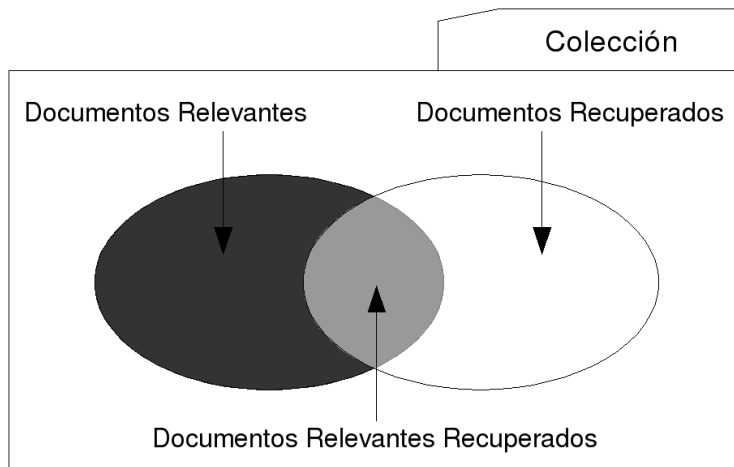 Colección
Documentos Relevantes
Documentos Recuperados
Documentos Relevantes Recuperados